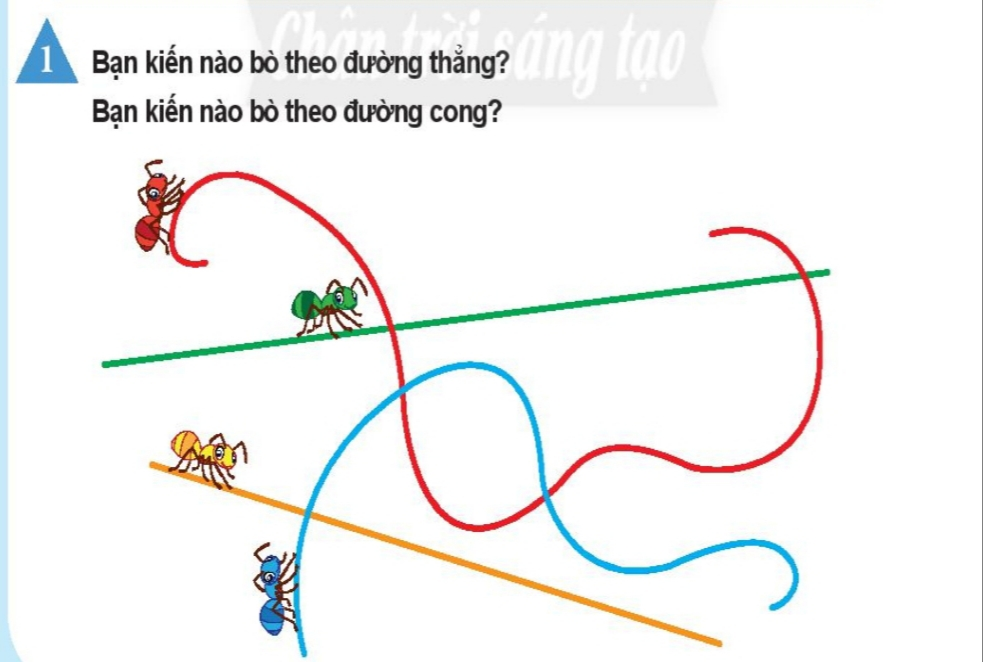 Chân trời sáng tạo
1 Bạn kiến nào bò theo đường thẳng?
Bạn kiến nào bò theo đường cong?